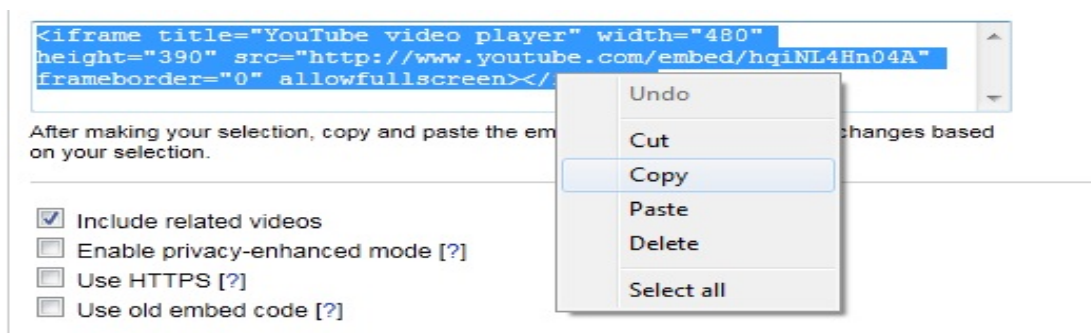 <iframe title="YouTube video player" width="480"
height="390" src="http://www.youtube.com/embed/hqiNL4Hn04A"
frameborder="0" allowfullscreen></
After making your selection, copy and paste the em changes based
on your selection.
Undo
Cut
Copy
Paste
Delete
Select all
Include related videos
Enable privacy-enhanced mode [?]
Use HTTPS [?]
Use old embed code [?]